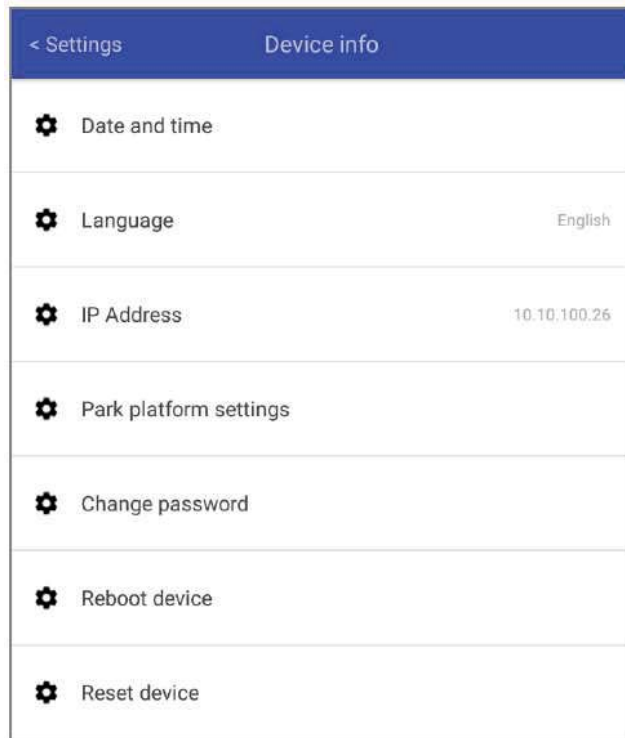 < Settings
Device info
Date and time
Language
English
IP Address
10.10.100.26
Park platform settings
Change password
Reboot device
Reset device